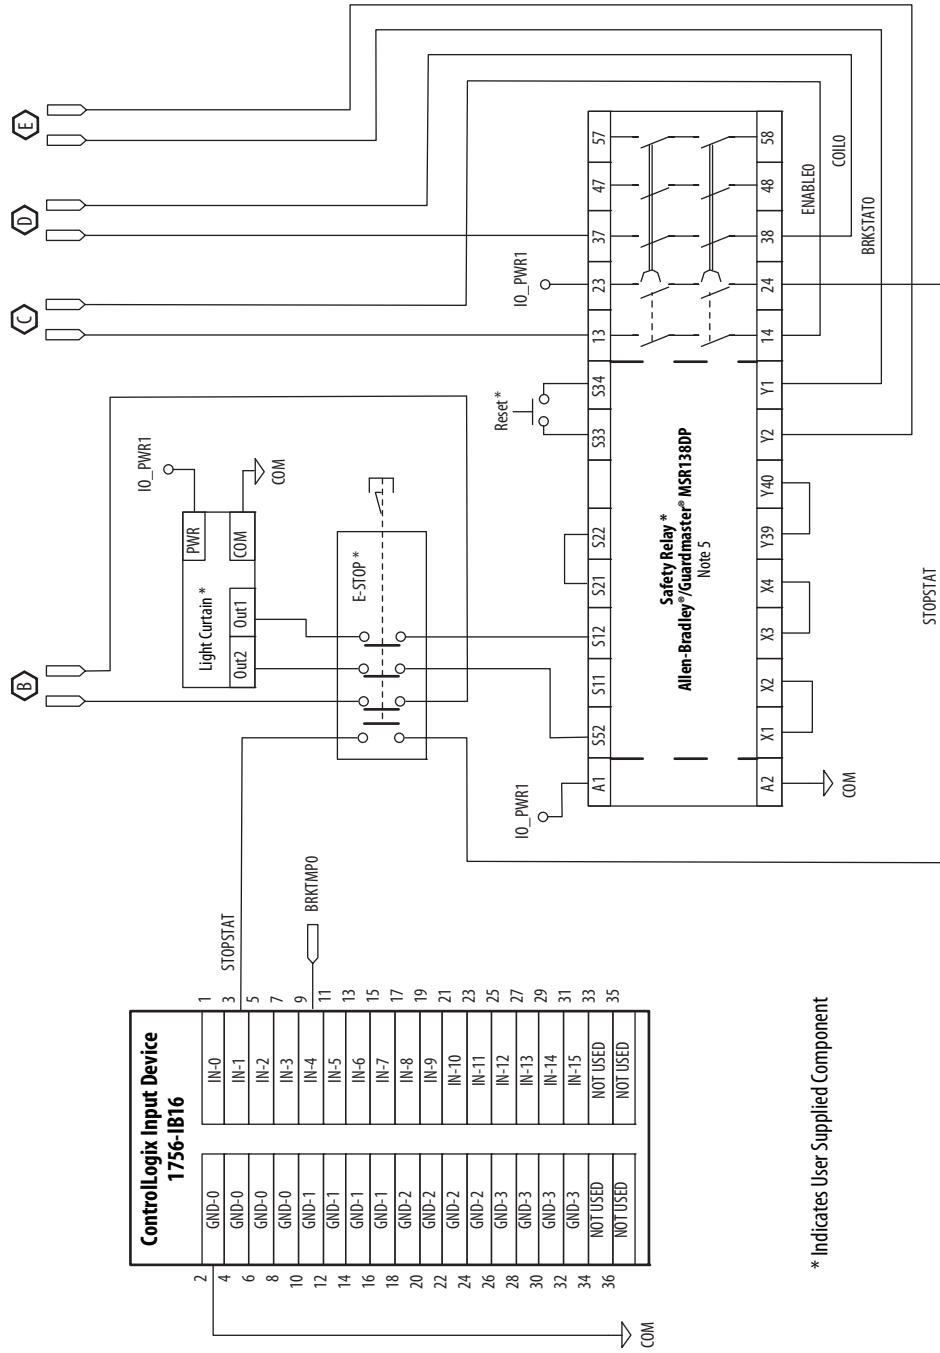 E
D
C
B
57
47
37
23
13
S34
S33
S22
S21
S12
S11
S52
A1
58
48
38
24
14
Y1
Y2
Y40
Y39
X4
X3
X2
X1
A2
COIL0
ENABLE0
BRKSTAT0
IO_PWR1
Reset *
Safety Relay *
Allen-Bradley®/Guardmaster® MSR138DP
Note 5
IO_PWR1
COM
PWR
COM
Light Curtain *
Out1
Out2
E-STOP *
IO_PWR1
COM
STOPSTAT
STOPSTAT
BRKTMP0
ControlLogix Input Device
1756-IB16
2 GND-0 IN-0 1
4 GND-0 IN-1 3
6 GND-0 IN-2 5
8 GND-0 IN-3 7
10 GND-1 IN-4 9
12 GND-1 IN-5 11
14 GND-1 IN-6 13
16 GND-1 IN-7 15
18 GND-2 IN-8 17
20 GND-2 IN-9 19
22 GND-2 IN-10 21
24 GND-2 IN-11 23
26 GND-3 IN-12 25
28 GND-3 IN-13 27
30 GND-3 IN-14 29
32 GND-3 IN-15 31
34 NOT USED NOT USED 33
36 NOT USED NOT USED 35
COM
* Indicates User Supplied Component